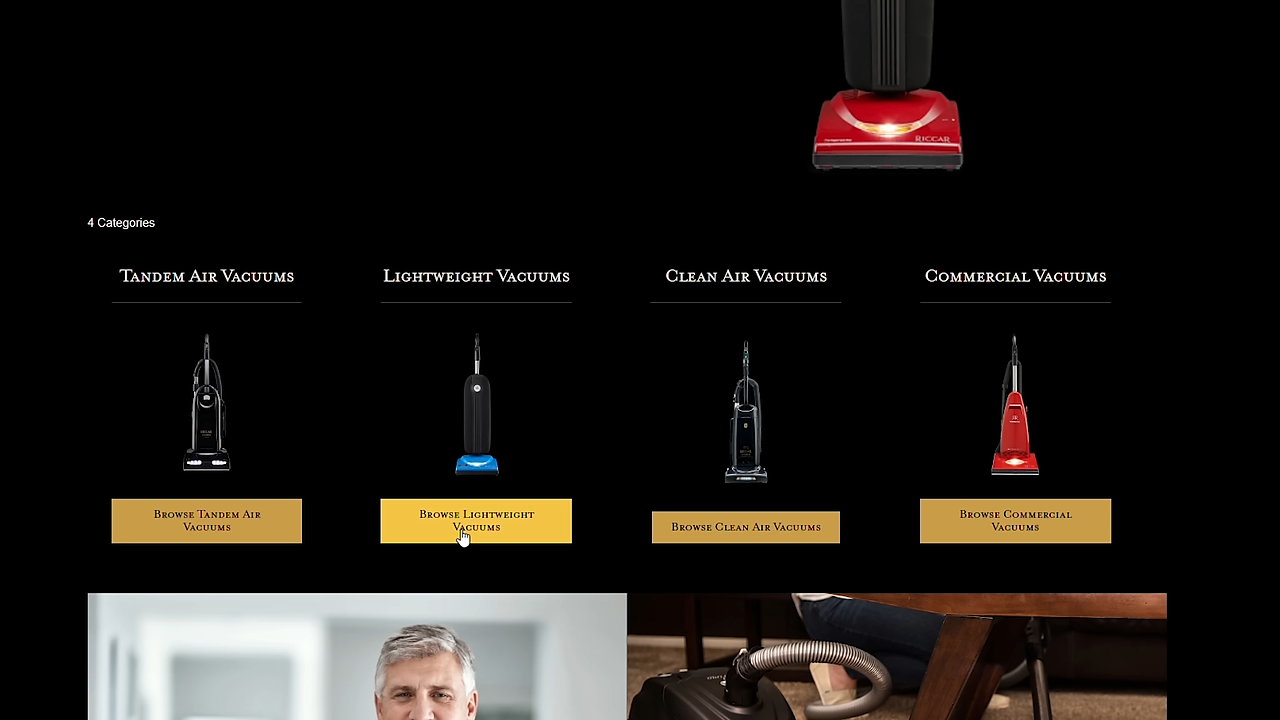 RICCAR
4 Categories
Tandem Air Vacuums
Lightweight Vacuums
Clean Air Vacuums
Commercial Vacuums
Browse Tandem Air
Vacuums
Browse Lightweight
Vacuums
Browse Clean Air Vacuums
Browse Commercial
Vacuums